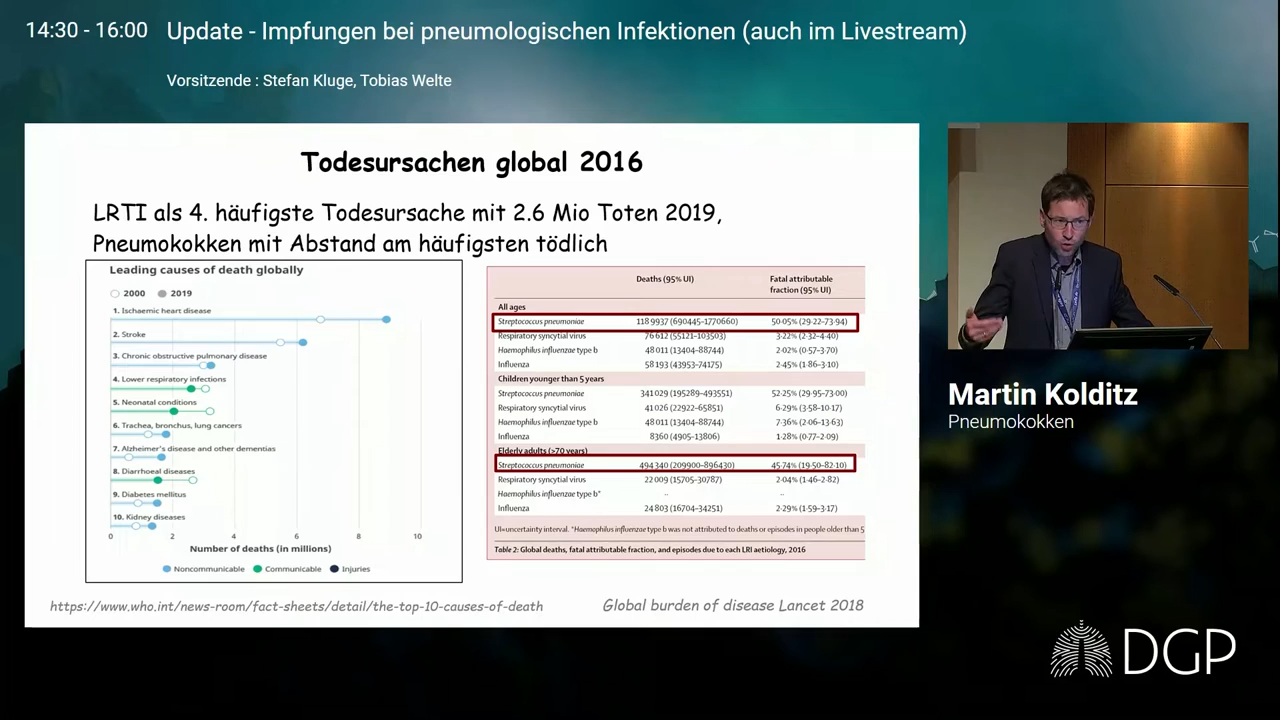 14:30 - 16:00 Update - Impfungen bei pneumologischen Infektionen (auch im Livestream)
Vorsitzende : Stefan Kluge, Tobias Welte
Todesursachen global 2016
LRTI als 4. häufigste Todesursache mit 2.6 Mio Toten 2019,
Pneumokokken mit Abstand am häufigsten tödlich
Leading causes of death globally
2000 2019
1. Ischaemic heart disease
2. Stroke
3. Chronic obstructive pulmonary disease
4. Lower respiratory infections
5. Neonatal conditions
6. Trachea, bronchus, lung cancers
7. Alzheimer's disease and other dementias
8. Diarrhoeal diseases
9. Diabetes mellitus
10. Kidney diseases
0 2 4 6 8 10
Number of deaths (in millions)
Noncommunicable Communicable Injuries
Deaths (95% UI) Fatal attributable
fraction (95% UI)
All ages
Streptococcus pneumoniae 118 9937 (690445–1770660) 50·05% (29·22–73·94)
Respiratory syncytial virus 76 612 (55121–103503) 3·22% (2·32–4·40)
Haemophilus influenzae type b 48 011 (13404–88744) 2·02% (0·57–3·70)
Influenza 58 193 (43953–74175) 2·45% (1·86–3·10)
Children younger than 5 years
Streptococcus pneumoniae 341 029 (195289–493551) 52·25% (29·95–73·00)
Respiratory syncytial virus 41 026 (22922–65851) 6·29% (3·58–10·17)
Haemophilus influenzae type b 48 011 (13404–88744) 7·36% (2·06–13·63)
Influenza 8360 (4905–13806) 1·28% (0·77–2·09)
Elderly adults (>70 years)
Streptococcus pneumoniae 494 340 (209900–896430) 45·74% (19·50–82·10)
Respiratory syncytial virus 22 009 (15705–30787) 2·04% (1·46–2·82)
Haemophilus influenzae type b* ·· ··
Influenza 24 803 (16704–34251) 2·29% (1·59–3·17)
UI=uncertainty interval. *Haemophilus influenzae type b was not attributed to deaths or episodes in people older than 5
Table 2: Global deaths, fatal attributable fraction, and episodes due to each LRI aetiology, 2016
https://www.who.int/news-room/fact-sheets/detail/the-top-10-causes-of-death
Global burden of disease Lancet 2018
Martin Kolditz
Pneumokokken
DGP